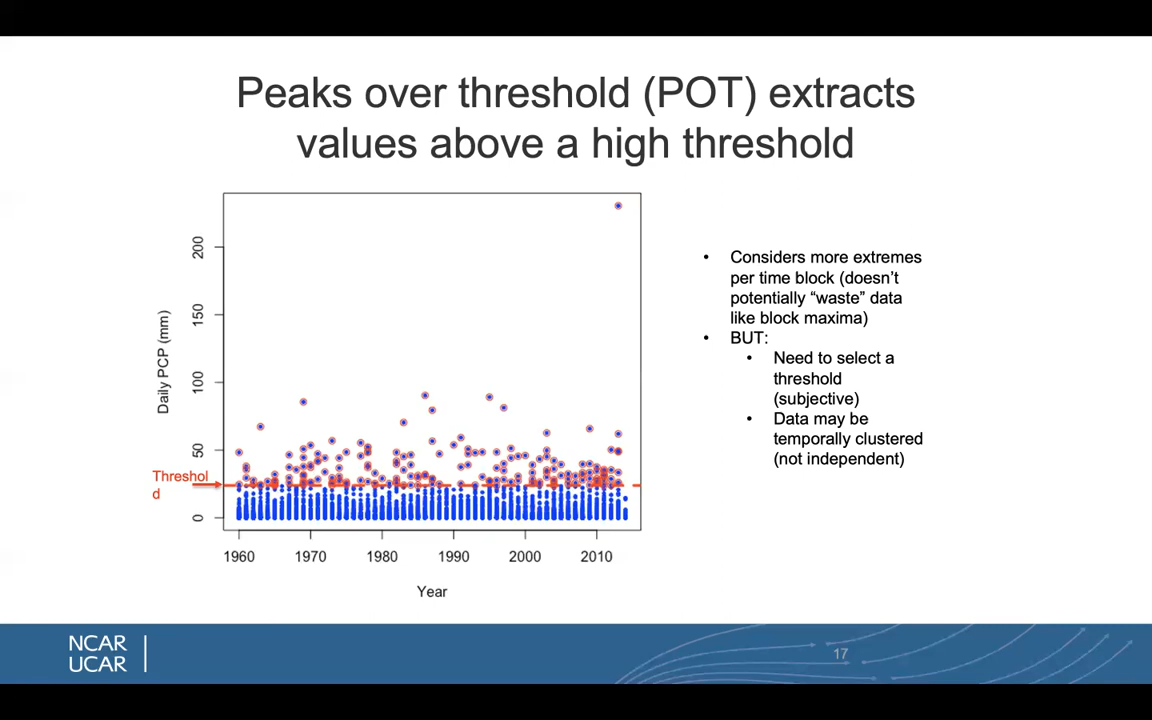 Peaks over threshold (POT) extracts
values above a high threshold
200
150
100
50
0
Daily PCP (mm)
Threshol
d
1960 1970 1980 1990 2000 2010
Year
• Considers more extremes
per time block (doesn’t
potentially “waste” data
like block maxima)
• BUT:
• Need to select a
threshold
(subjective)
• Data may be
temporally clustered
(not independent)
NCAR
UCAR
17